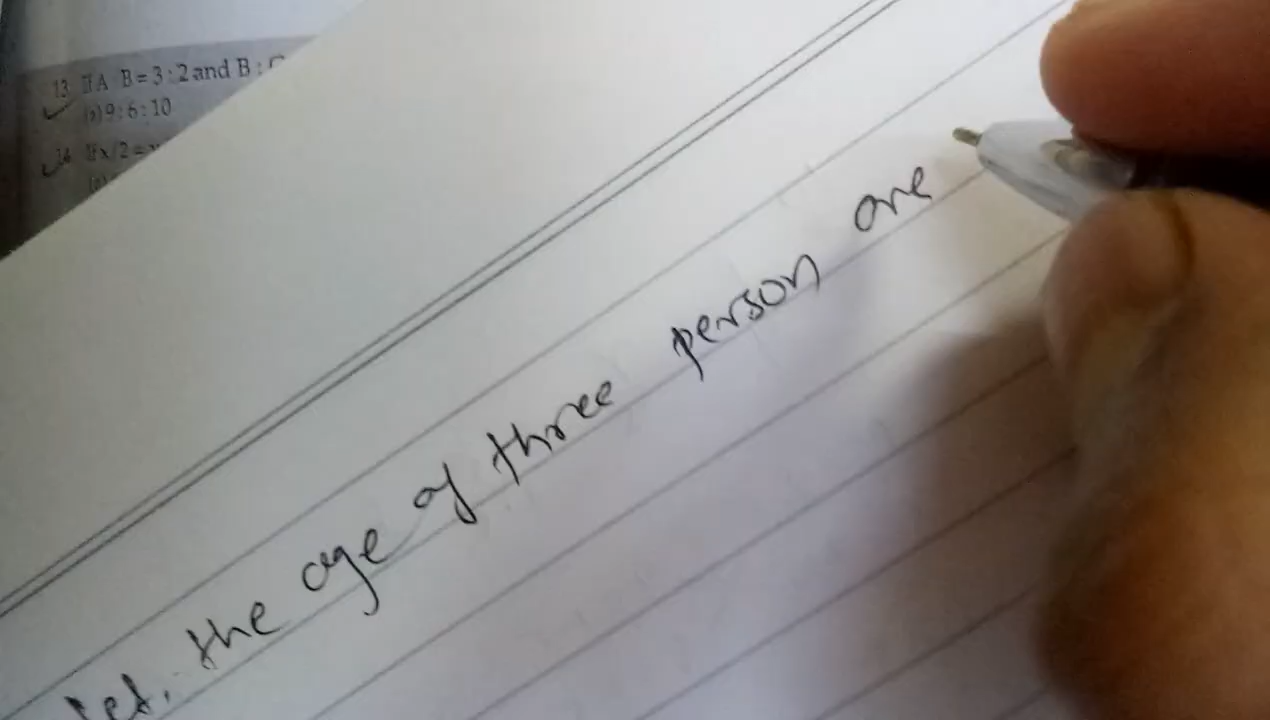 13 If A B=3:2 and B:
(a) 9:6:10
14 If x/2=
Let, the age of three person are